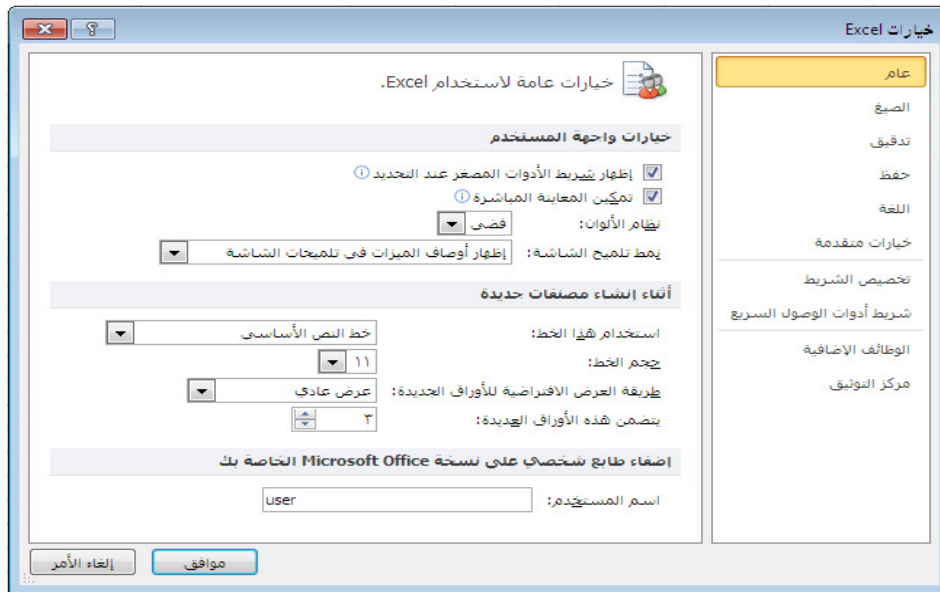 خيارات Excel
عام
الصيغ
تدقيق
حفظ
اللغة
خيارات متقدمة
تخصيص الشريط
شريط أدوات الوصول السريع
الوظائف الإضافية
مركز التوثيق
خيارات عامة لاستخدام Excel.
خيارات واجهة المستخدم
إظهار شريط الأدوات المصغر عند التحديد
تمكين المعاينة المباشرة
نظام الألوان: فضي
نمط تلميح الشاشة: إظهار أوصاف الميزات في تلميحات الشاشة
أثناء إنشاء مصنفات جديدة
استخدام هذا الخط: خط النص الأساسي
حجم الخط: ١١
طريقة العرض الافتراضية للأوراق الجديدة: عرض عادي
يتضمن هذه الأوراق العديدة: ٣
إضفاء طابع شخصي على نسخة Microsoft Office الخاصة بك
اسم المستخدم: user
موافق
إلغاء الأمر